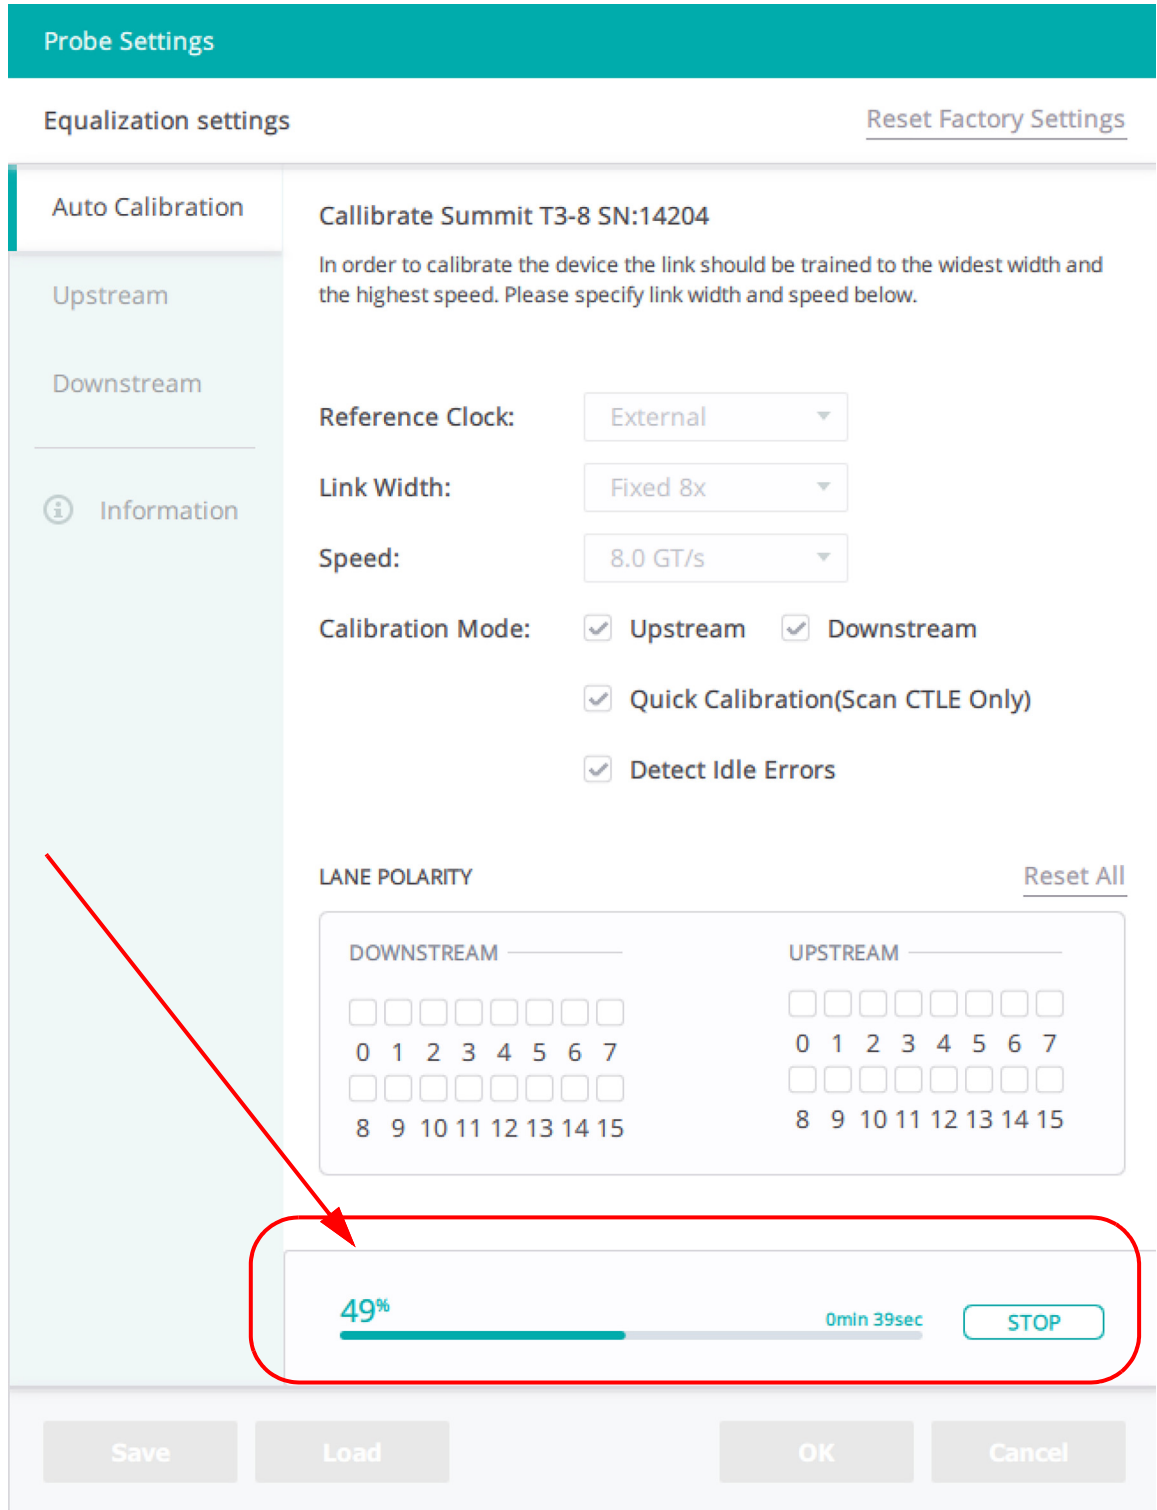 Probe Settings
Equalization settings
Reset Factory Settings
Auto Calibration
Upstream
Downstream
Information
Callibrate Summit T3-8 SN:14204
In order to calibrate the device the link should be trained to the widest width and
the highest speed. Please specify link width and speed below.
Reference Clock: External
Link Width: Fixed 8x
Speed: 8.0 GT/s
Calibration Mode: Upstream Downstream
Quick Calibration(Scan CTLE Only)
Detect Idle Errors
LANE POLARITY
Reset All
DOWNSTREAM
0 1 2 3 4 5 6 7
8 9 10 11 12 13 14 15
UPSTREAM
0 1 2 3 4 5 6 7
8 9 10 11 12 13 14 15
49%
0min 39sec
STOP
Save Load OK Cancel